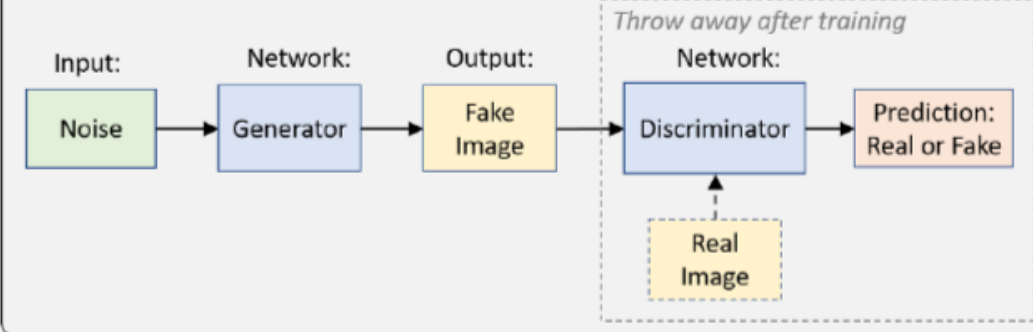 Throw away after training
Input:
Network:
Output:
Network:
Noise
Generator
Fake
Image
Discriminator
Prediction:
Real or Fake
Real
Image